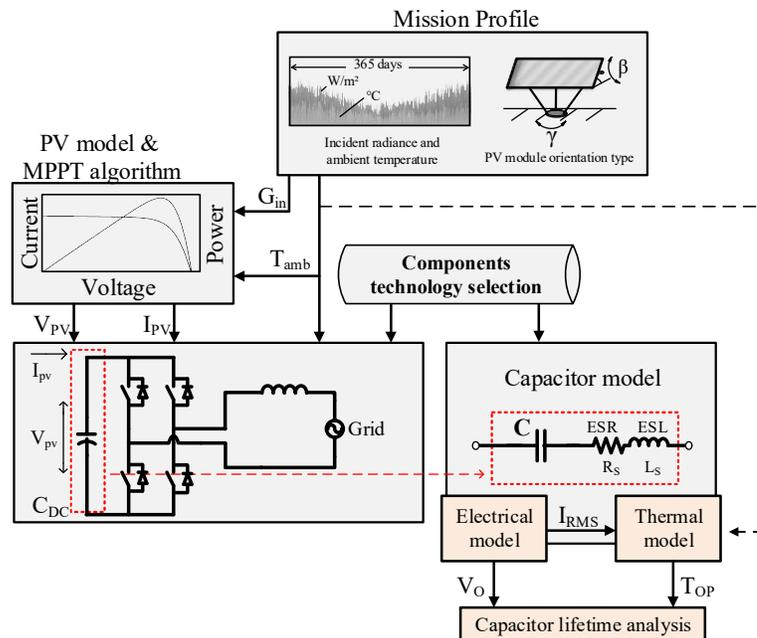 Mission Profile
365 days
W/m²
°C
β
γ
Incident radiance and
ambient temperature
PV module orientation type
PV model &
MPPT algorithm
Current
Power
Voltage
G_in
T_amb
Components
technology selection
V_PV
I_PV
I_pv
V_pv
C_DC
Grid
Capacitor model
C
ESR
ESL
R_S
L_S
Electrical
model
I_RMS
Thermal
model
V_O
T_OP
Capacitor lifetime analysis